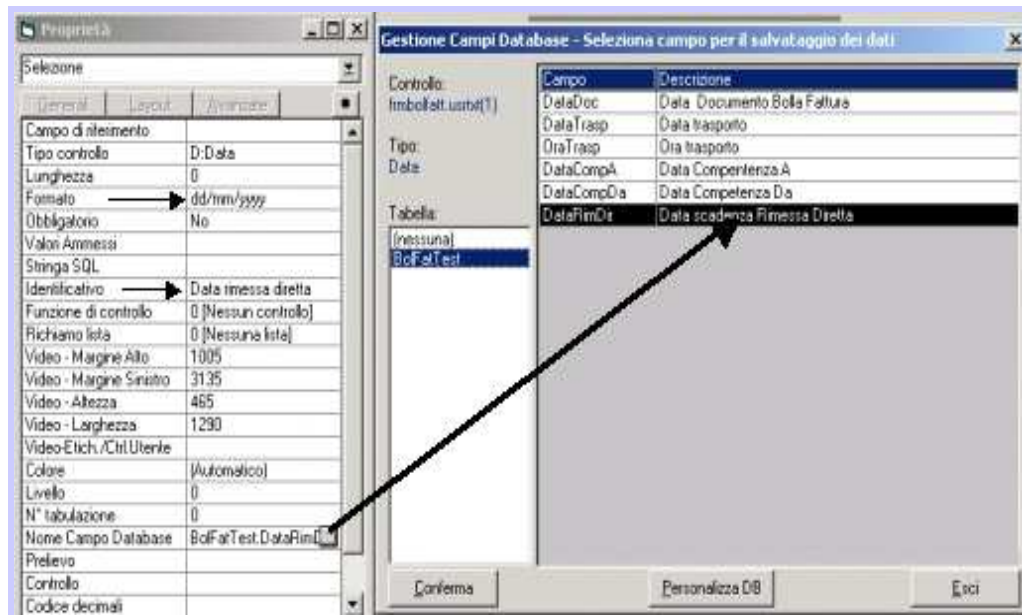 Proprietà
Selezione
General Layout Avanzate
Campo di riferimento
Tipo controllo D:Data
Lunghezza 0
Formato dd/mm/yyyy
Obbligatorio No
Valori Ammessi
Stringa SQL
Identificativo Data rimessa diretta
Funzione di controllo 0 [Nessun controllo]
Richiamo lista 0 [Nessuna lista]
Video - Margine Alto 1005
Video - Margine Sinistro 3135
Video - Altezza 465
Video - Larghezza 1290
Video-Etich./Ctrl.Utente
Colore (Automatico)
Livello 0
N° tabulazione 0
Nome Campo Database BolFatTest.DataRimD
Prelievo
Controllo
Codice decimali
Gestione Campi Database - Seleziona campo per il salvataggio dei dati
Controllo:
frmbolfatt.usrtxt(1)
Tipo:
Data
Tabella:
(nessuna)
BolFatTest
Campo Descrizione
DataDoc Data Documento Bolla Fattura
DataTrasp Data trasporto
OraTrasp Ora trasporto
DataCompA Data Compentenza A
DataCompDa Data Competenza Da
DataRimDir Data scadenza Rimessa Diretta
Conferma Personalizza DB Esci